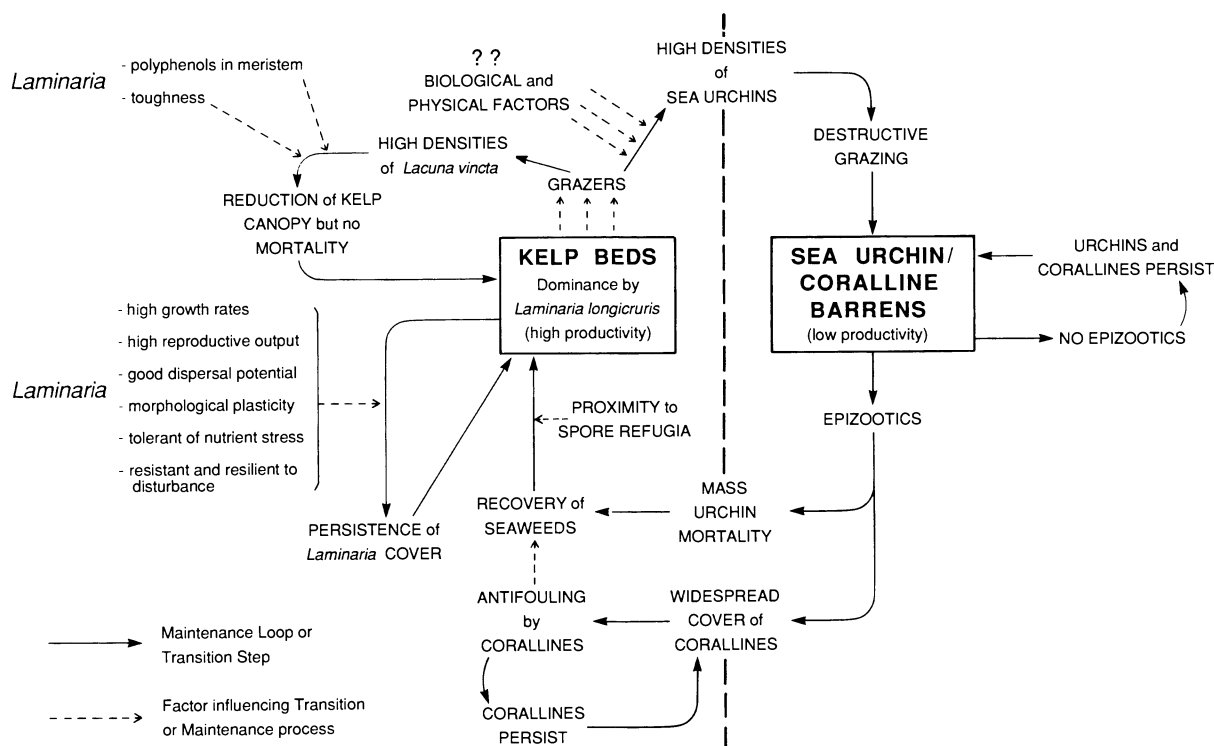 Laminaria
- polyphenols in meristem
- toughness
? ?
BIOLOGICAL and
PHYSICAL FACTORS
HIGH DENSITIES
of
SEA URCHINS
HIGH DENSITIES
of Lacuna vincta
GRAZERS
DESTRUCTIVE
GRAZING
REDUCTION of KELP
CANOPY but no
MORTALITY
KELP BEDS
Dominance by
Laminaria longicruris
(high productivity)
SEA URCHIN/
CORALLINE
BARRENS
(low productivity)
URCHINS and
CORALLINES PERSIST
NO EPIZOOTICS
Laminaria
- high growth rates
- high reproductive output
- good dispersal potential
- morphological plasticity
- tolerant of nutrient stress
- resistant and resilient to
disturbance
PROXIMITY to
SPORE REFUGIA
EPIZOOTICS
PERSISTENCE of
Laminaria COVER
RECOVERY of
SEAWEEDS
MASS
URCHIN
MORTALITY
ANTIFOULING
by
CORALLINES
WIDESPREAD
COVER of
CORALLINES
CORALLINES
PERSIST
Maintenance Loop or
Transition Step
Factor influencing Transition
or Maintenance process